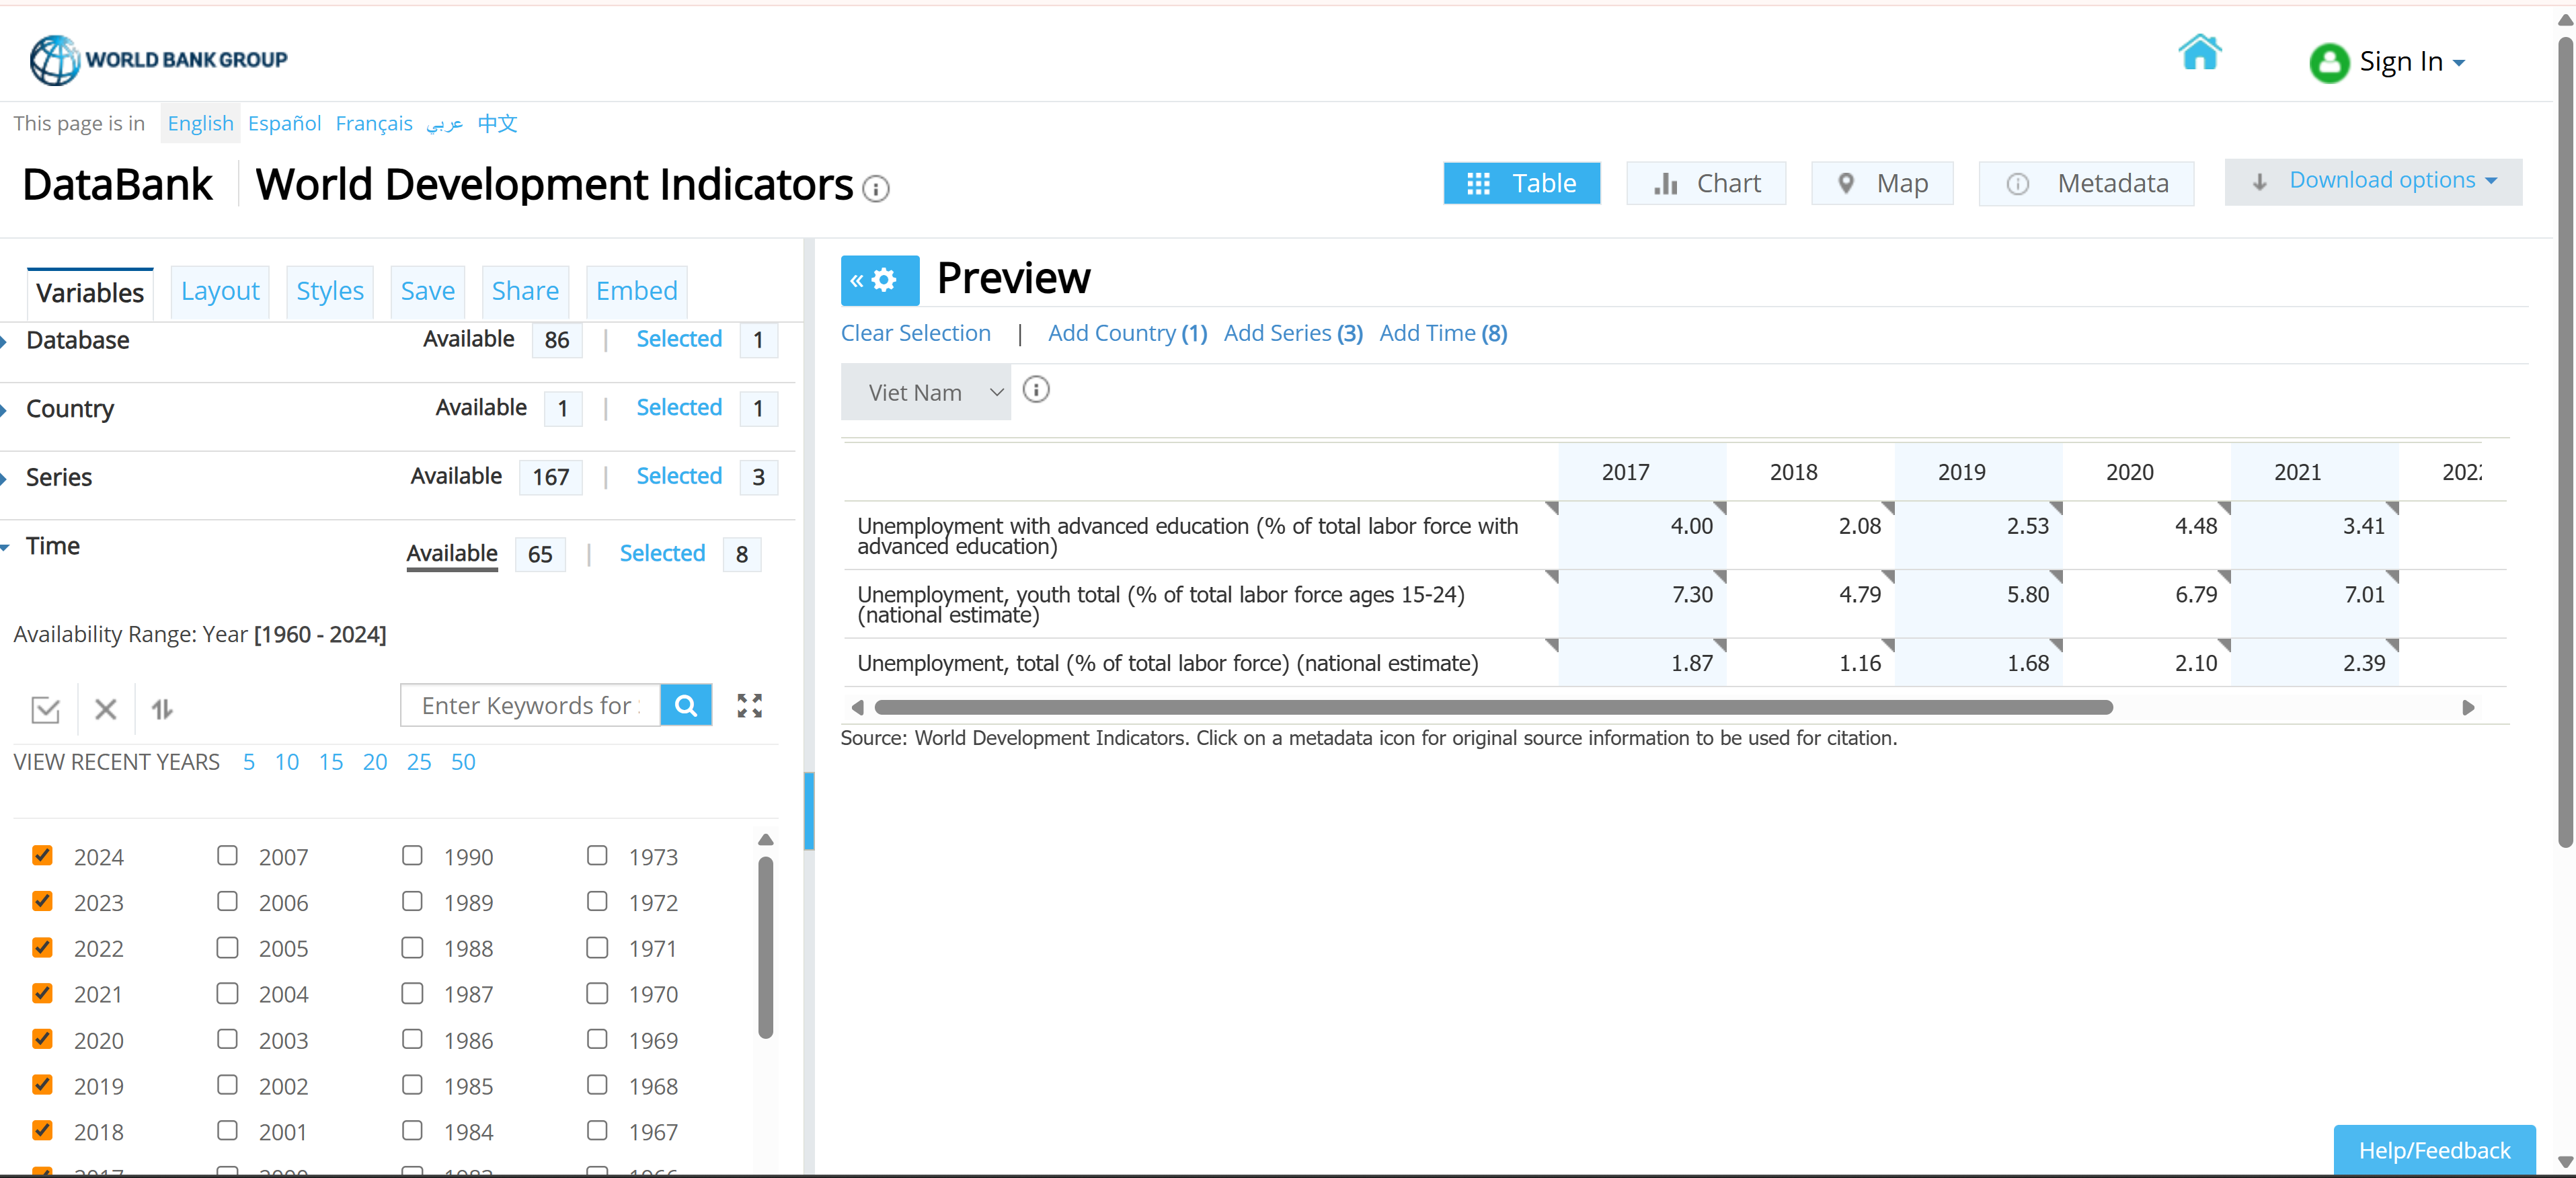 WORLD BANK GROUP
Sign In
This page is in English Español Français عربي 中文
DataBank World Development Indicators
Table Chart Map Metadata Download options
Variables Layout Styles Save Share Embed
Database Available 86 | Selected 1
Country Available 1 | Selected 1
Series Available 167 | Selected 3
Time Available 65 | Selected 8
Availability Range: Year [1960 - 2024]
Enter Keywords for
VIEW RECENT YEARS 5 10 15 20 25 50
2024 2007 1990 1973
2023 2006 1989 1972
2022 2005 1988 1971
2021 2004 1987 1970
2020 2003 1986 1969
2019 2002 1985 1968
2018 2001 1984 1967
« Preview
Clear Selection | Add Country (1) Add Series (3) Add Time (8)
Viet Nam
2017 2018 2019 2020 2021
Unemployment with advanced education (% of total labor force with advanced education) 4.00 2.08 2.53 4.48 3.41
Unemployment, youth total (% of total labor force ages 15-24) (national estimate) 7.30 4.79 5.80 6.79 7.01
Unemployment, total (% of total labor force) (national estimate) 1.87 1.16 1.68 2.10 2.39
Source: World Development Indicators. Click on a metadata icon for original source information to be used for citation.
Help/Feedback